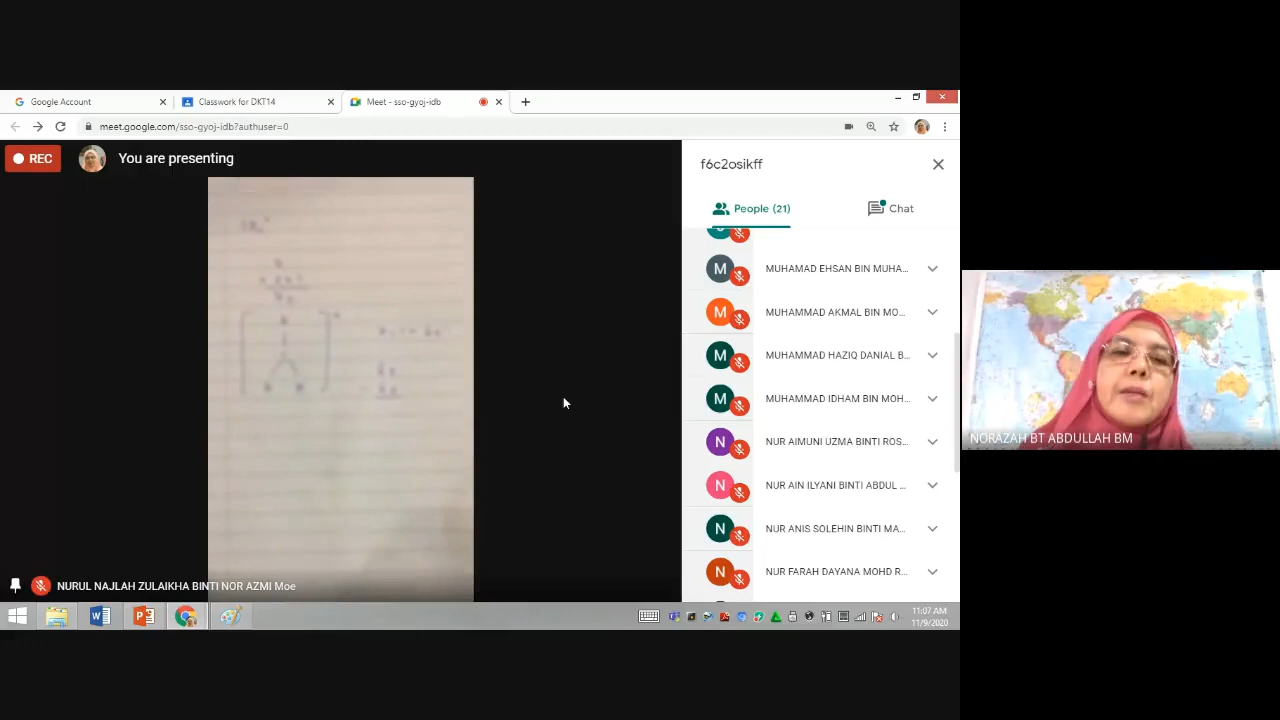 Google Account
Classwork for DKT14
Meet - sso-gyoj-idb
meet.google.com/sso-gyoj-idb?authuser=0
REC
You are presenting
f6c2osikff
People (21)
Chat
M
MUHAMAD EHSAN BIN MUHA...
M
MUHAMMAD AKMAL BIN MO...
M
MUHAMMAD HAZIQ DANIAL B...
M
MUHAMMAD IDHAM BIN MOH...
N
NUR AIMUNI UZMA BINTI ROS...
N
NUR AIN ILYANI BINTI ABDUL ...
N
NUR ANIS SOLEHIN BINTI MA...
N
NUR FARAH DAYANA MOHD R...
NURUL NAJLAH ZULAIKHA BINTI NOR AZMI Moe
11:07 AM
11/9/2020
NORAZAH BT ABDULLAH BM